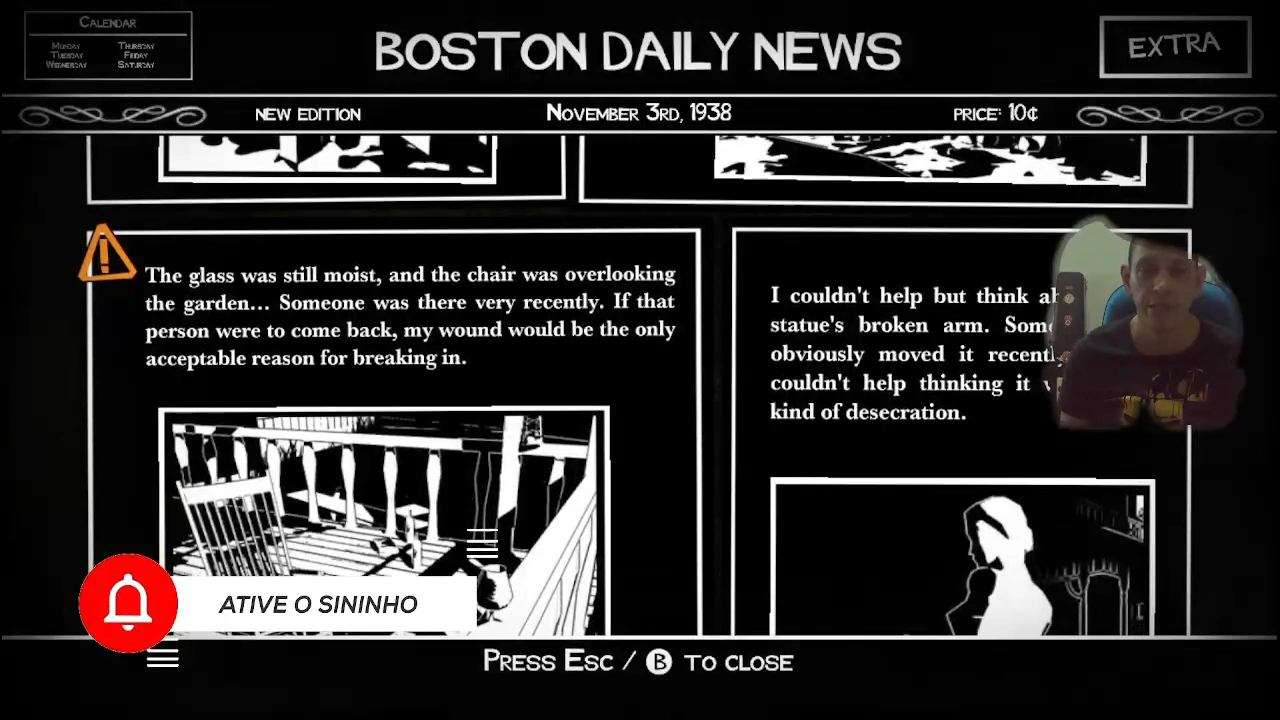 CALENDAR
MONDAY THURSDAY
TUESDAY FRIDAY
WEDNESDAY SATURDAY
BOSTON DAILY NEWS
EXTRA
NEW EDITION NOVEMBER 3RD, 1938 PRICE: 10¢
The glass was still moist, and the chair was overlooking
the garden... Someone was there very recently. If that
person were to come back, my wound would be the only
acceptable reason for breaking in.
I couldn't help but think
statue's broken arm.
obviously moved it
couldn't help thinking it
kind of desecration.
ATIVE O SININHO
PRESS ESC / B TO CLOSE